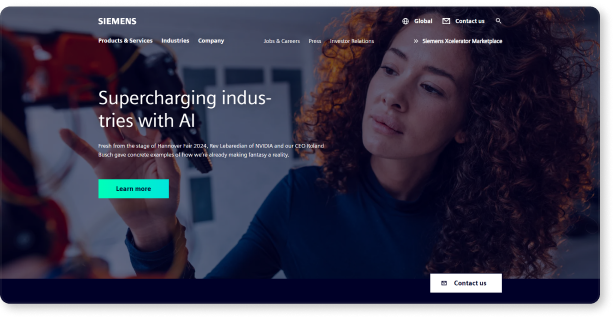 SIEMENS
Global
Contact us
Products & Services
Industries
Company
Jobs & Careers
Press
Investor Relations
Siemens Xcelerator Marketplace
Supercharging indus-
tries with AI
Fresh from the stage of Hannover Fair 2024, Rev Lebaredian of NVIDIA and our CEO Roland
Busch gave concrete examples of how we're already making fantasy a reality.
Learn more
Contact us